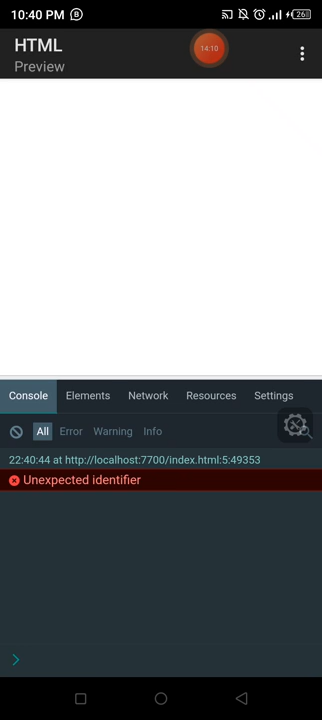 10:40 PM
26
HTML
14:10
Preview
Console Elements Network Resources Settings
All Error Warning Info
22:40:44 at http://localhost:7700/index.html:5:49353
Unexpected identifier